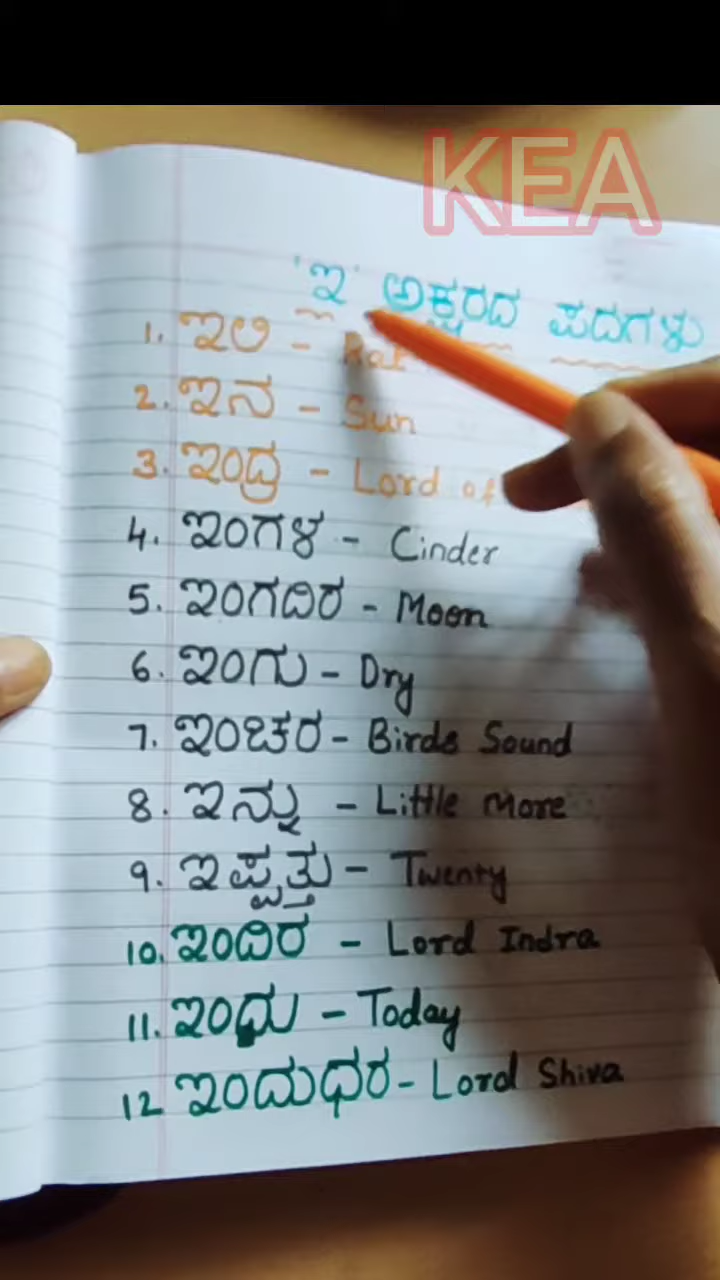 KEA
'ಇ' ಅಕ್ಷರದ ಪದಗಳು
1. ಇಲಿ - Rat
2. ಇನ - Sun
3. ಇಂದ್ರ - Lord of
4. ಇಂಗಳ - Cinder
5. ಇಂಗದಿರ - Moon
6. ಇಂಗು - Dry
7. ಇಂಚರ - Birds Sound
8. ಇನ್ನು - Little More
9. ಇಪ್ಪತ್ತು - Twenty
10. ಇಂದಿರ - Lord Indra
11. ಇಂದು - Today
12 ಇಂದುಧರ - Lord Shiva